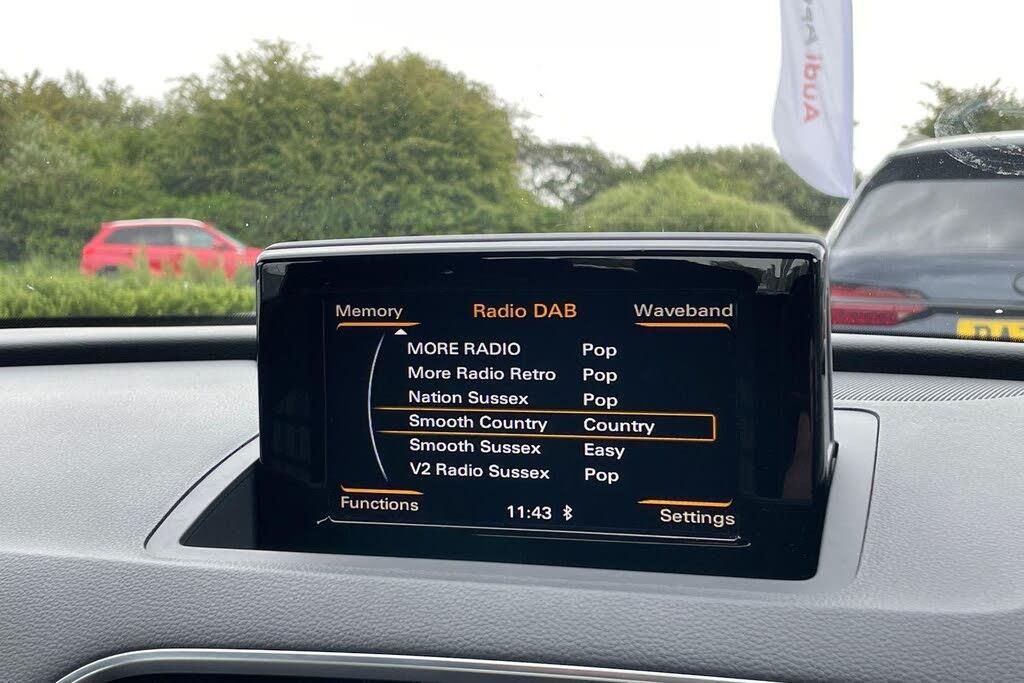 Audi
Memory Radio DAB Waveband
MORE RADIO Pop
More Radio Retro Pop
Nation Sussex Pop
Smooth Country Country
Smooth Sussex Easy
V2 Radio Sussex Pop
Functions 11:43 Settings